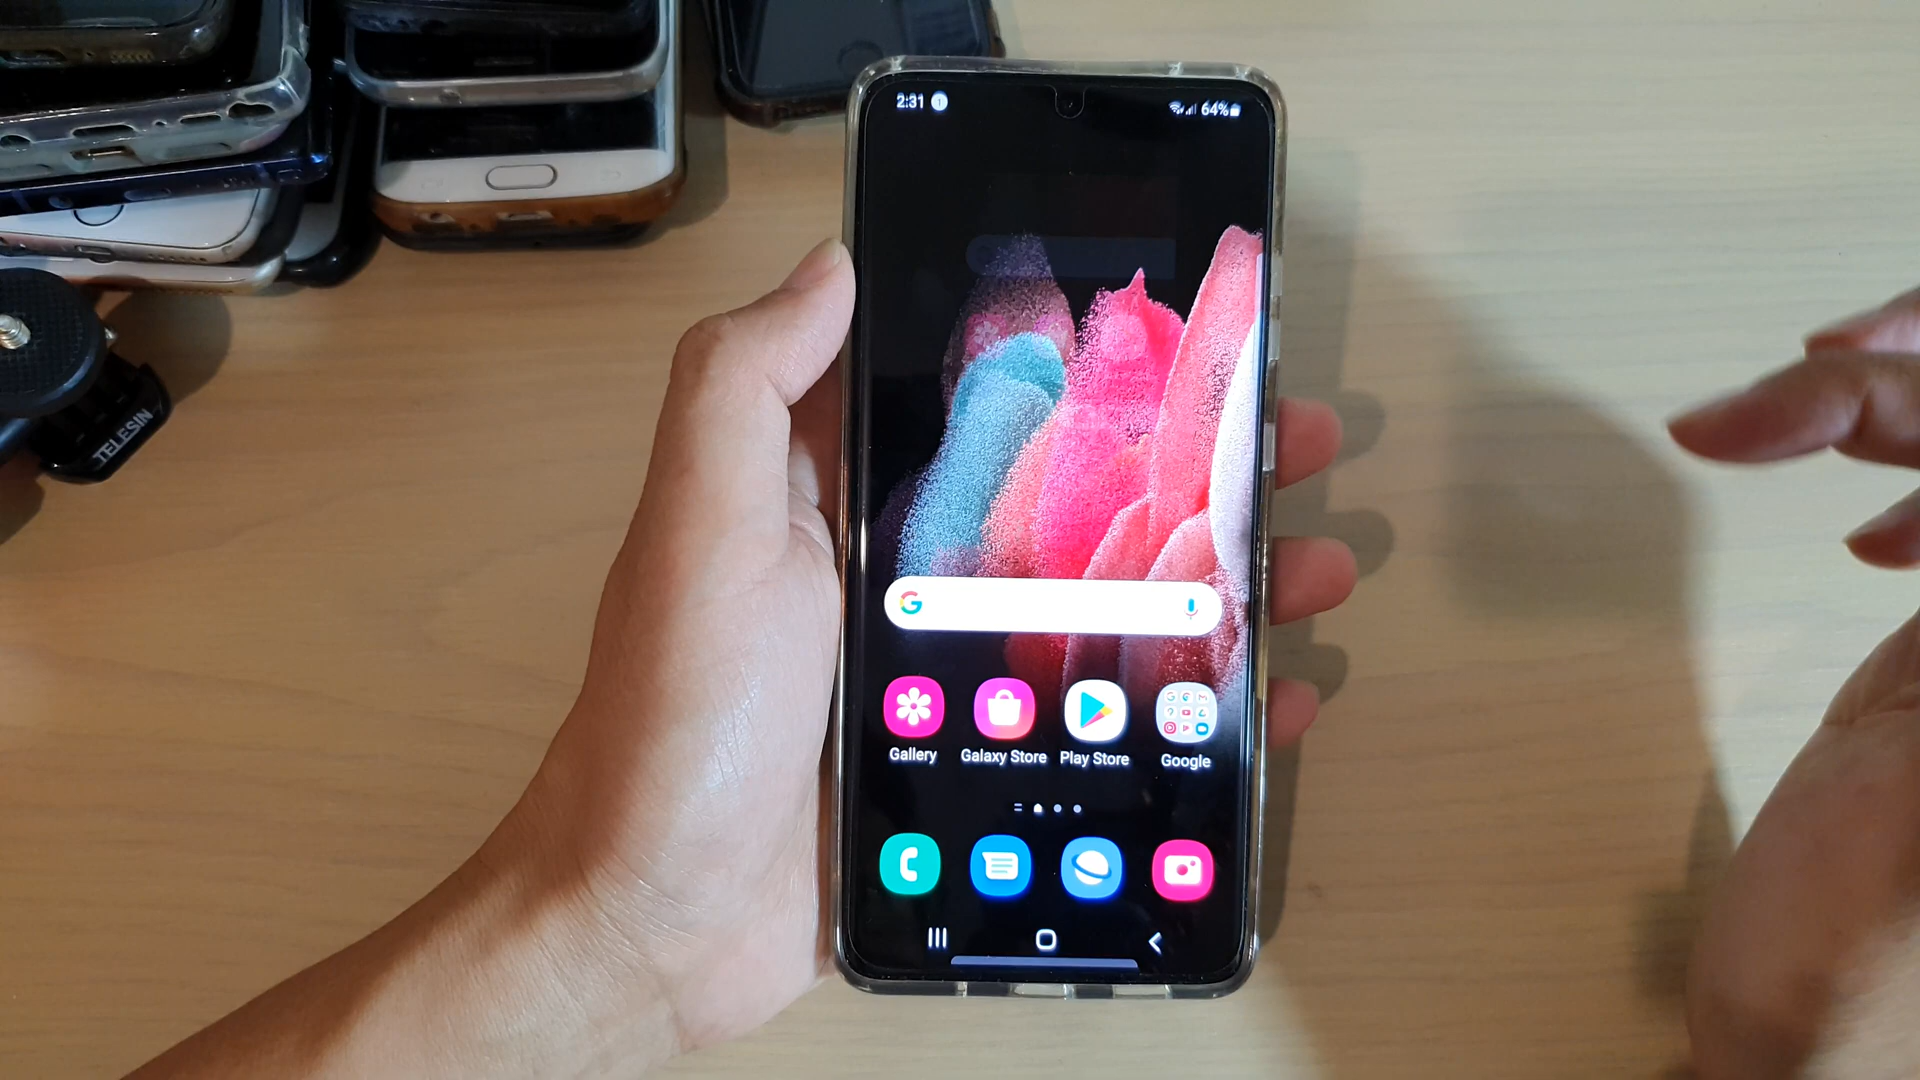 2:31
64%
TELESIN
G
Gallery
Galaxy Store
Play Store
Google